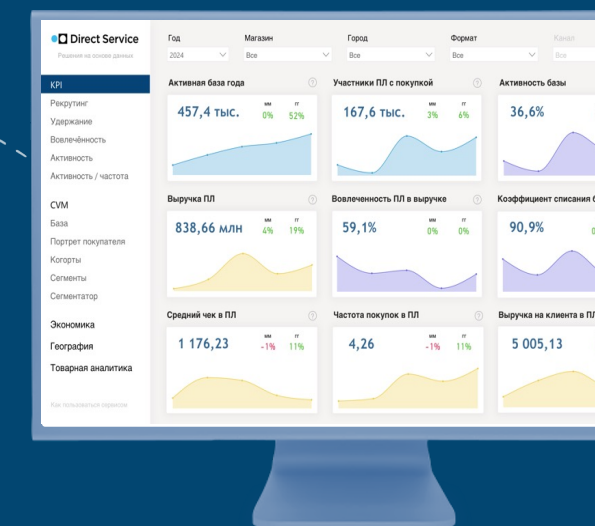 Direct Service
Решения на основе данных
Год
Магазин
Город
Формат
Канал
2024
Все
Все
Все
Все
KPI
Рекрутинг
Удержание
Вовлечённость
Активность
Активность / частота
CVM
База
Портрет покупателя
Когорты
Сегменты
Сегментатор
Экономика
География
Товарная аналитика
Как пользоваться сервисом
Активная база года
?
457,4 тыс.
мм
гг
0%
52%
Участники ПЛ с покупкой
?
167,6 тыс.
мм
гг
3%
6%
Активность базы
36,6%
Выручка ПЛ
?
838,66 млн
мм
гг
4%
19%
Вовлеченность ПЛ в выручке
?
59,1%
мм
гг
0%
0%
Коэффициент списания б
90,9%
Средний чек в ПЛ
?
1 176,23
мм
гг
-1%
11%
Частота покупок в ПЛ
?
4,26
мм
гг
-1%
11%
Выручка на клиента в ПЛ
5 005,13